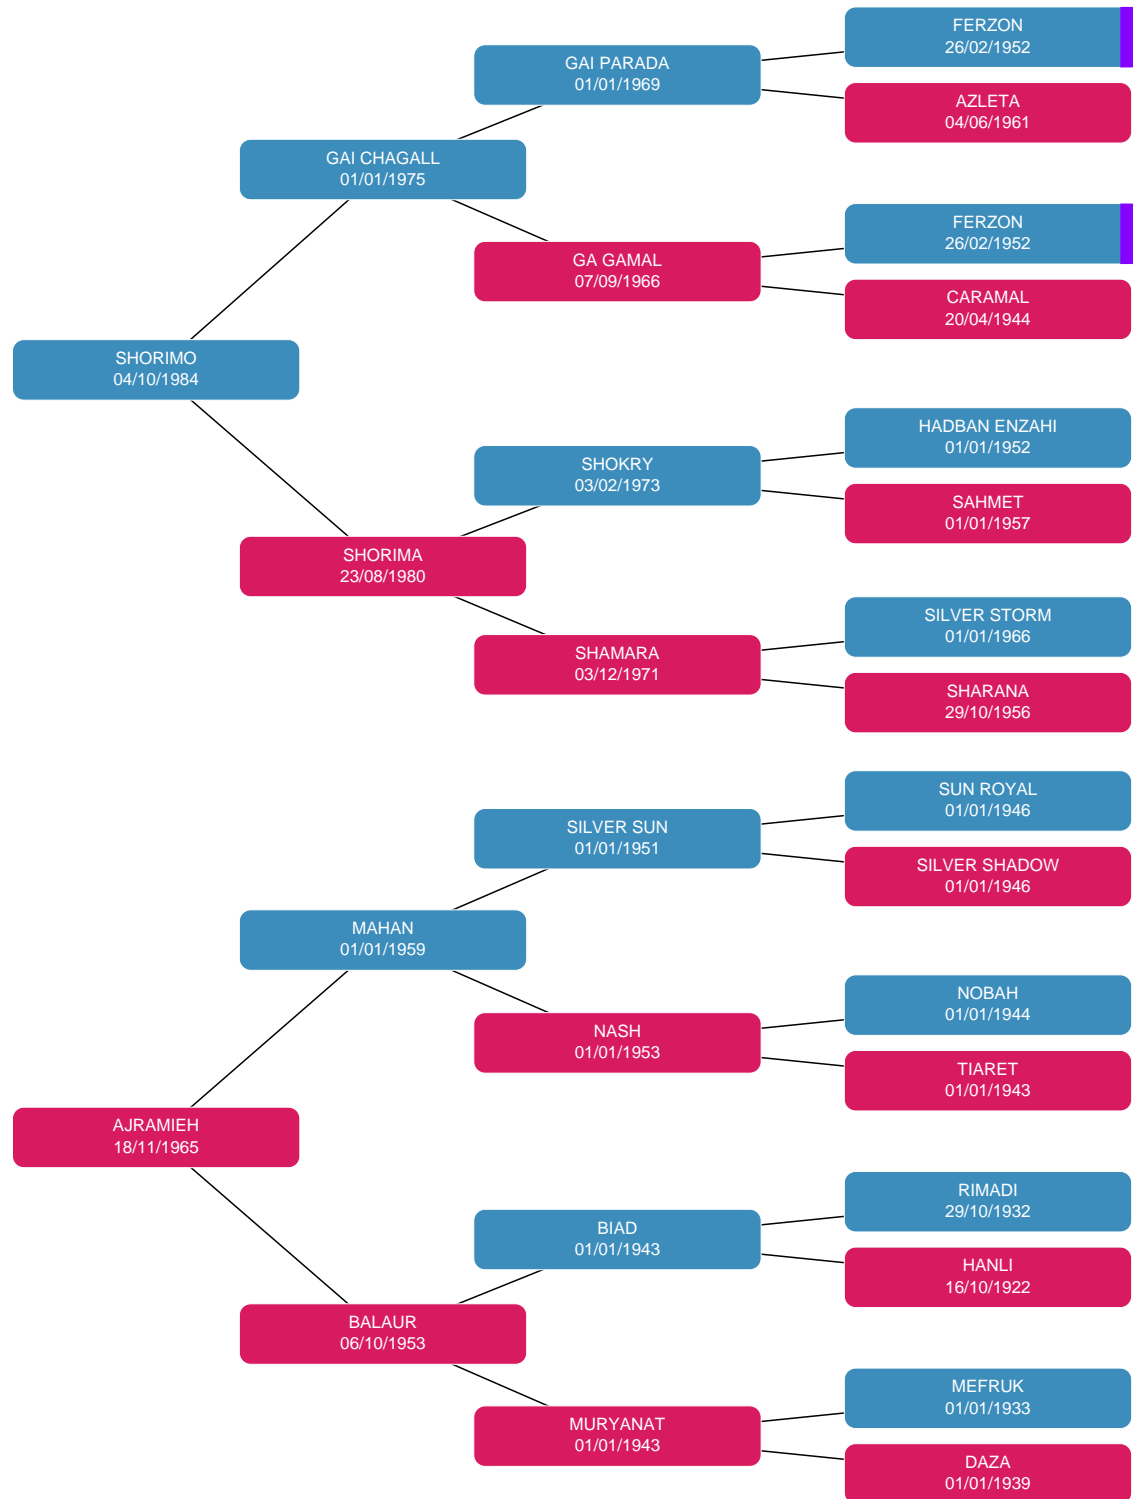 FERZON
26/02/1952
GAI PARADA
01/01/1969
AZLETA
04/06/1961
GAI CHAGALL
01/01/1975
FERZON
26/02/1952
GA GAMAL
07/09/1966
CARAMAL
20/04/1944
SHORIMO
04/10/1984
HADBAN ENZAHI
01/01/1952
SHOKRY
03/02/1973
SAHMET
01/01/1957
SHORIMA
23/08/1980
SILVER STORM
01/01/1966
SHAMARA
03/12/1971
SHARANA
29/10/1956
SUN ROYAL
01/01/1946
SILVER SUN
01/01/1951
SILVER SHADOW
01/01/1946
MAHAN
01/01/1959
NOBAH
01/01/1944
NASH
01/01/1953
TIARET
01/01/1943
AJRAMIEH
18/11/1965
RIMADI
29/10/1932
BIAD
01/01/1943
HANLI
16/10/1922
BALAUR
06/10/1953
MEFRUK
01/01/1933
MURYANAT
01/01/1943
DAZA
01/01/1939